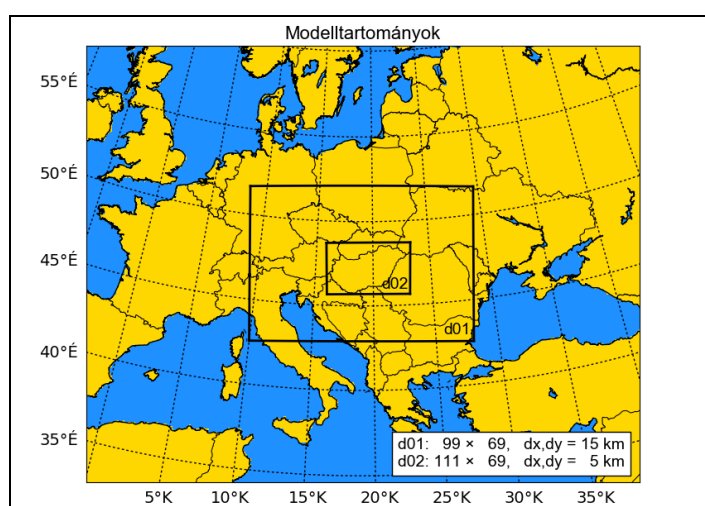 Modelltartományok
55°É
50°É
45°É
40°É
35°É
d02
d01
d01: 99 × 69, dx,dy = 15 km
d02: 111 × 69, dx,dy = 5 km
5°K 10°K 15°K 20°K 25°K 30°K 35°K